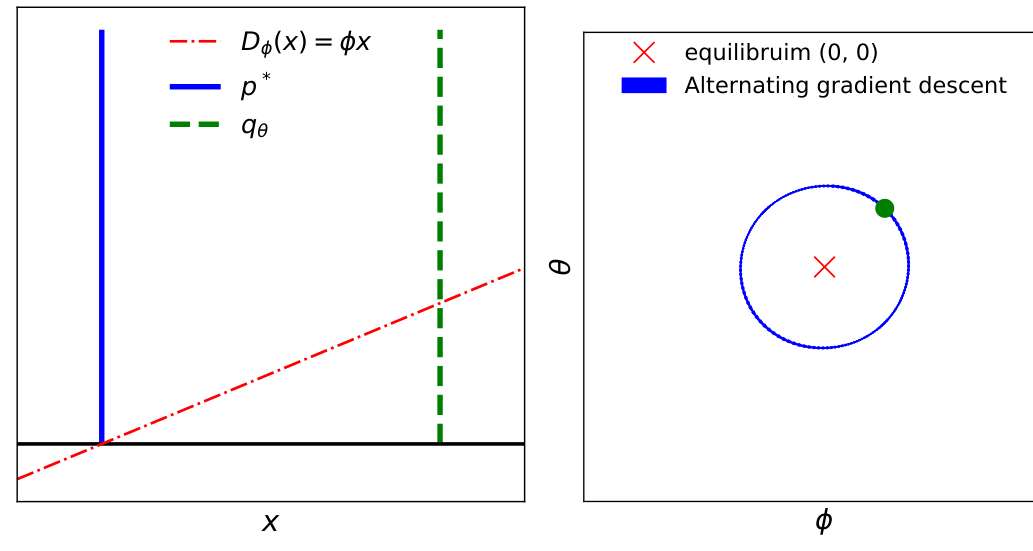 D_ϕ(x) = ϕx
p*
q_θ
x
equilibruim (0, 0)
Alternating gradient descent
θ
ϕ